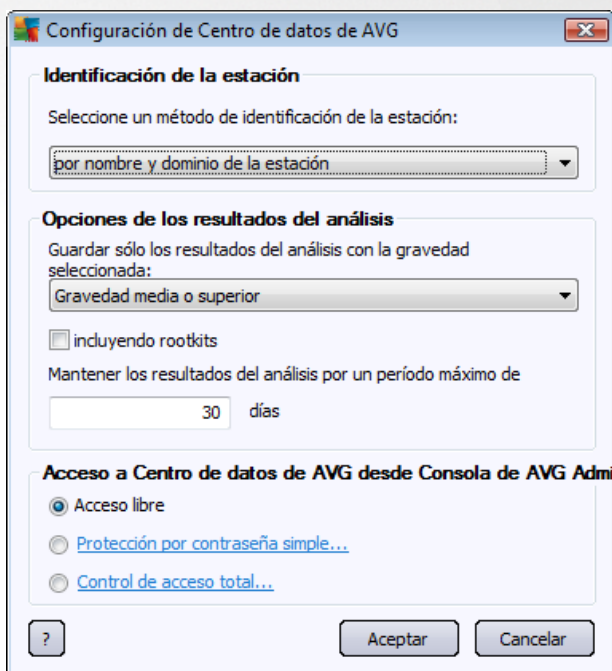 Configuración de Centro de datos de AVG
Identificación de la estación
Seleccione un método de identificación de la estación:
por nombre y dominio de la estación
Opciones de los resultados del análisis
Guardar sólo los resultados del análisis con la gravedad
seleccionada:
Gravedad media o superior
incluyendo rootkits
Mantener los resultados del análisis por un período máximo de
30 días
Acceso a Centro de datos de AVG desde Consola de AVG Admi
Acceso libre
Protección por contraseña simple...
Control de acceso total...
? Aceptar Cancelar